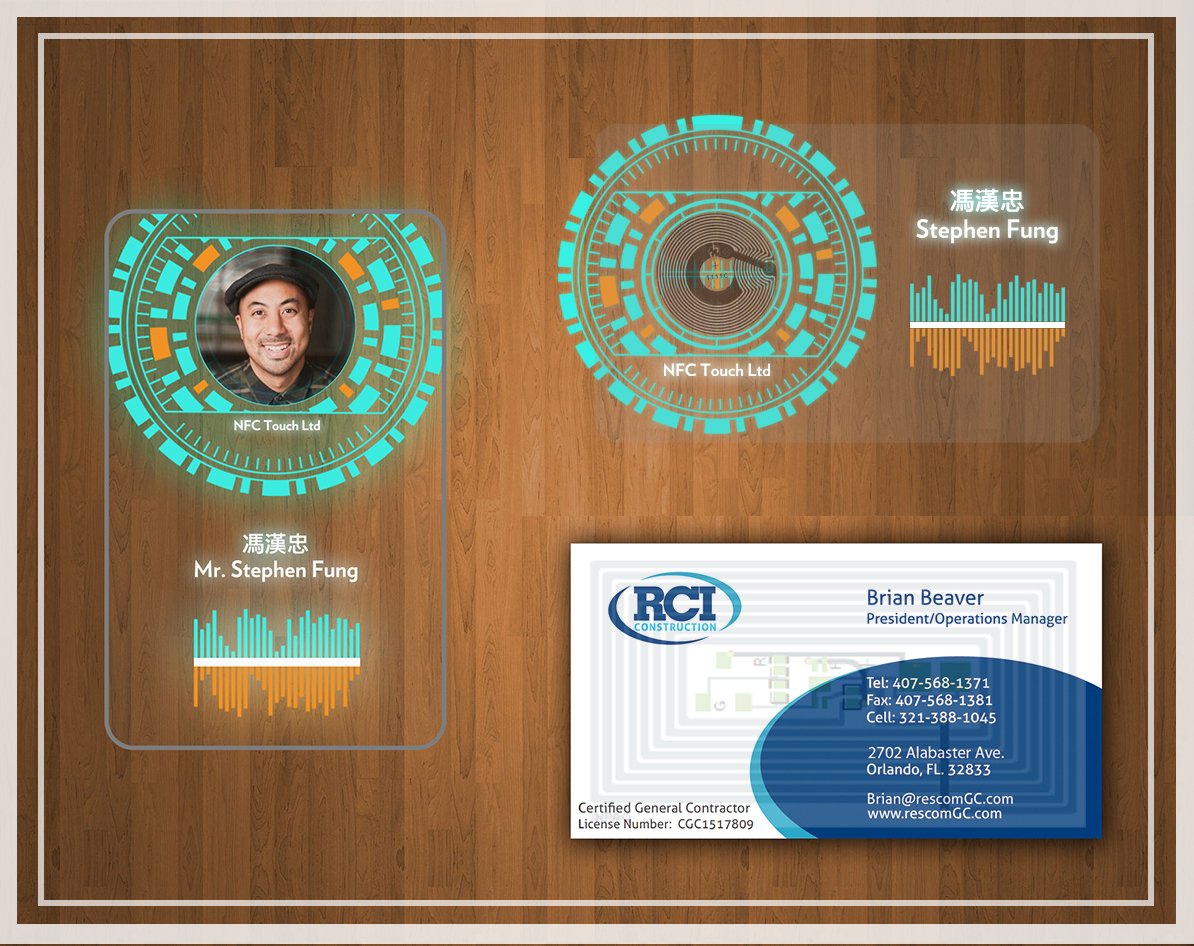 NFC Touch Ltd
馮漢忠
Mr. Stephen Fung
NFC Touch Ltd
馮漢忠
Stephen Fung
RCI
CONSTRUCTION
Brian Beaver
President/Operations Manager
Tel: 407-568-1371
Fax: 407-568-1381
Cell: 321-388-1045
2702 Alabaster Ave.
Orlando, FL. 32833
Brian@rescomGC.com
www.rescomGC.com
Certified General Contractor
License Number: CGC1517809